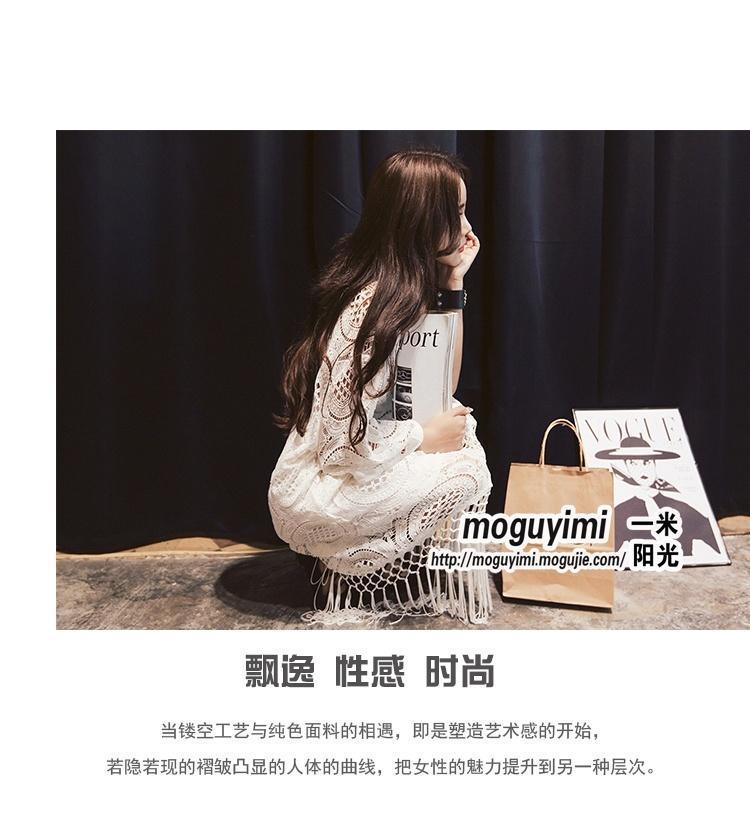 port
VOGUE
moguyimi 一米
http://moguyimi.mogujie.com/ 阳光
飘逸 性感 时尚
当镂空工艺与纯色面料的相遇，即是塑造艺术感的开始，
若隐若现的褶皱凸显的人体的曲线，把女性的魅力提升到另一种层次。